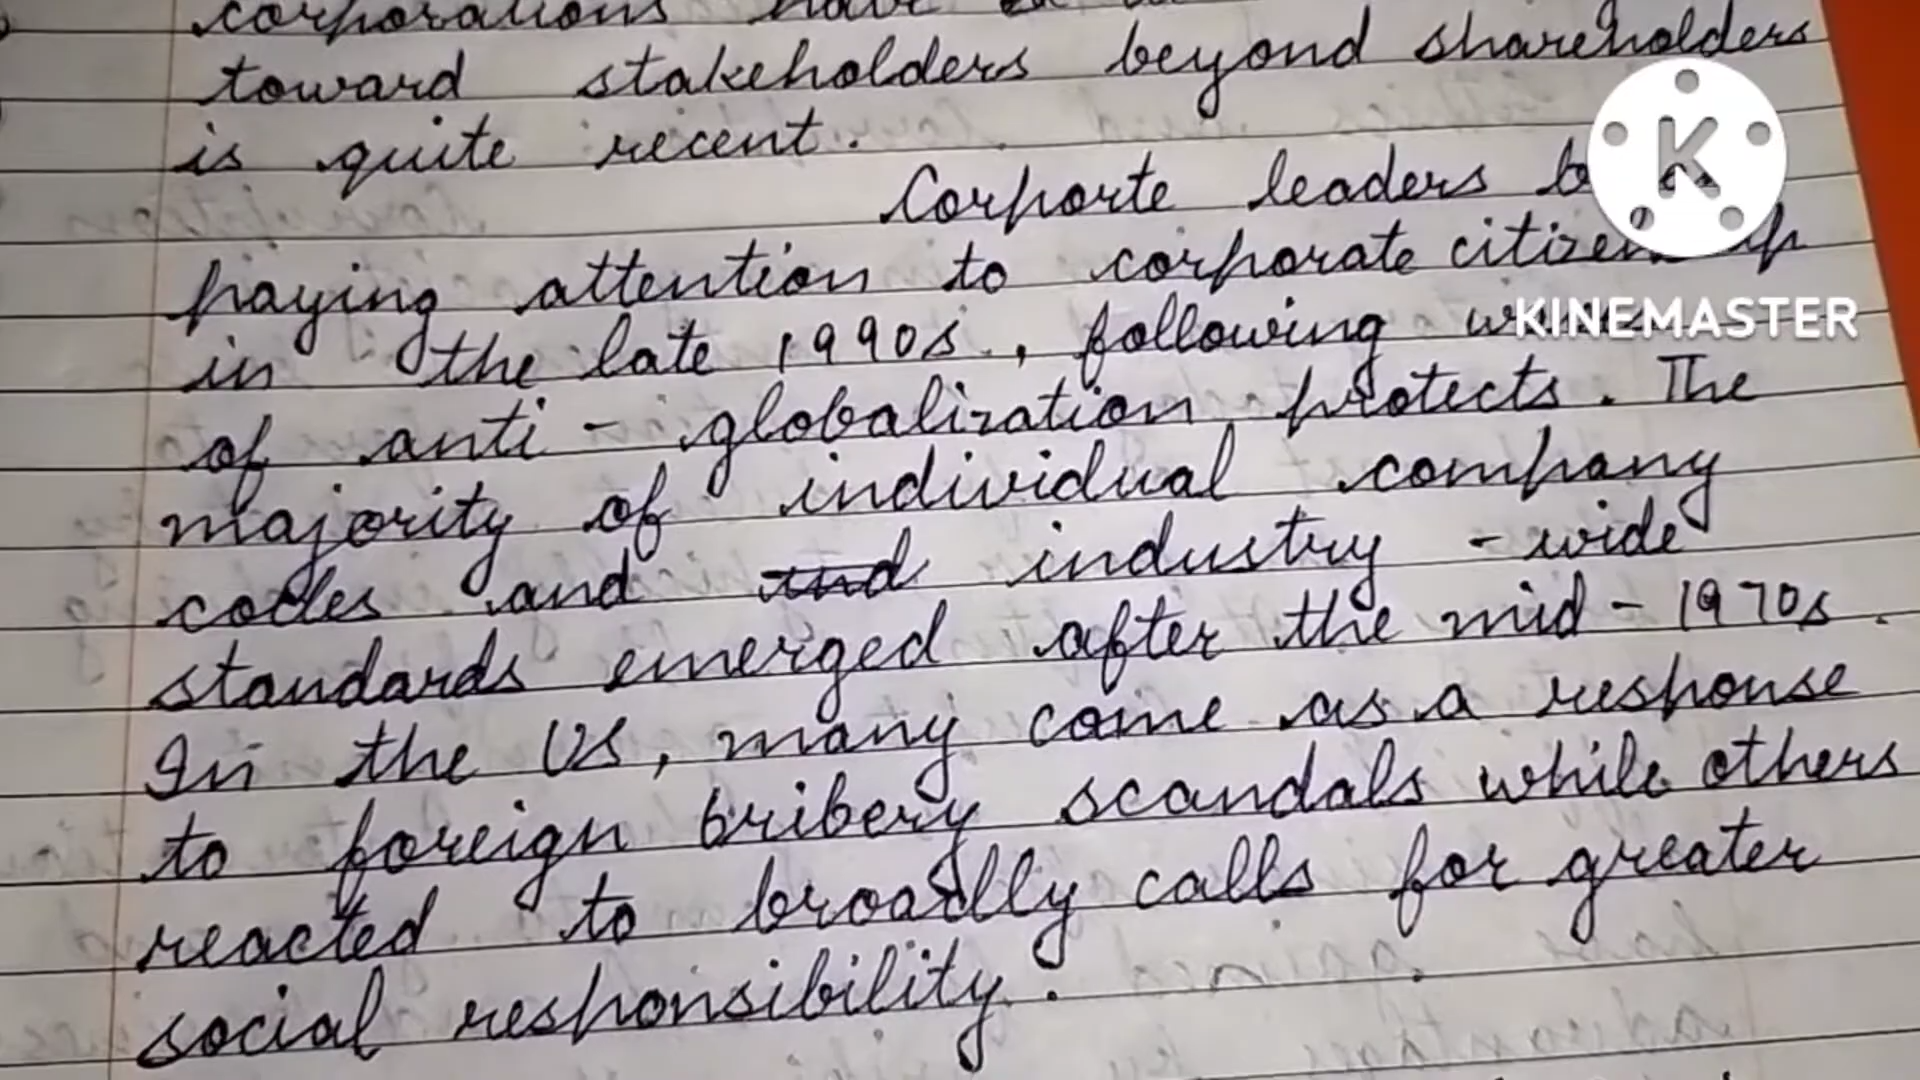 corporations have
toward stakeholders beyond shareholders
is quite recent.
Corporte leaders
paying attention to corporate
in the late 1990s, following
of anti - globalization protects. The
majority of individual company
codes and and industry - wide
standards emerged after the mid - 1970s.
In the US, many come as a response
to foreign bribery scandals while others
reacted to broadly calls for greater
social responsibility.
K
KINEMASTER